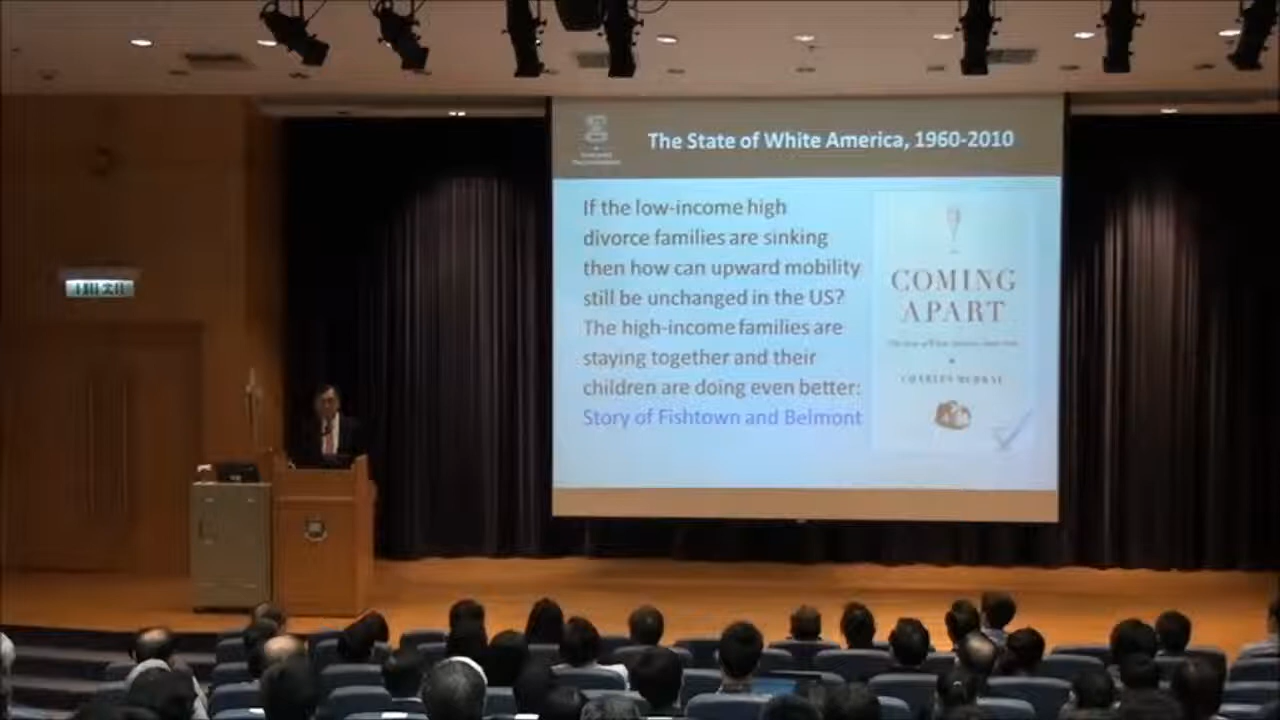 The State of White America, 1960-2010
If the low-income high
divorce families are sinking
then how can upward mobility
still be unchanged in the US?
The high-income families are
staying together and their
children are doing even better:
Story of Fishtown and Belmont
COMING
APART
CHARLES MURRAY